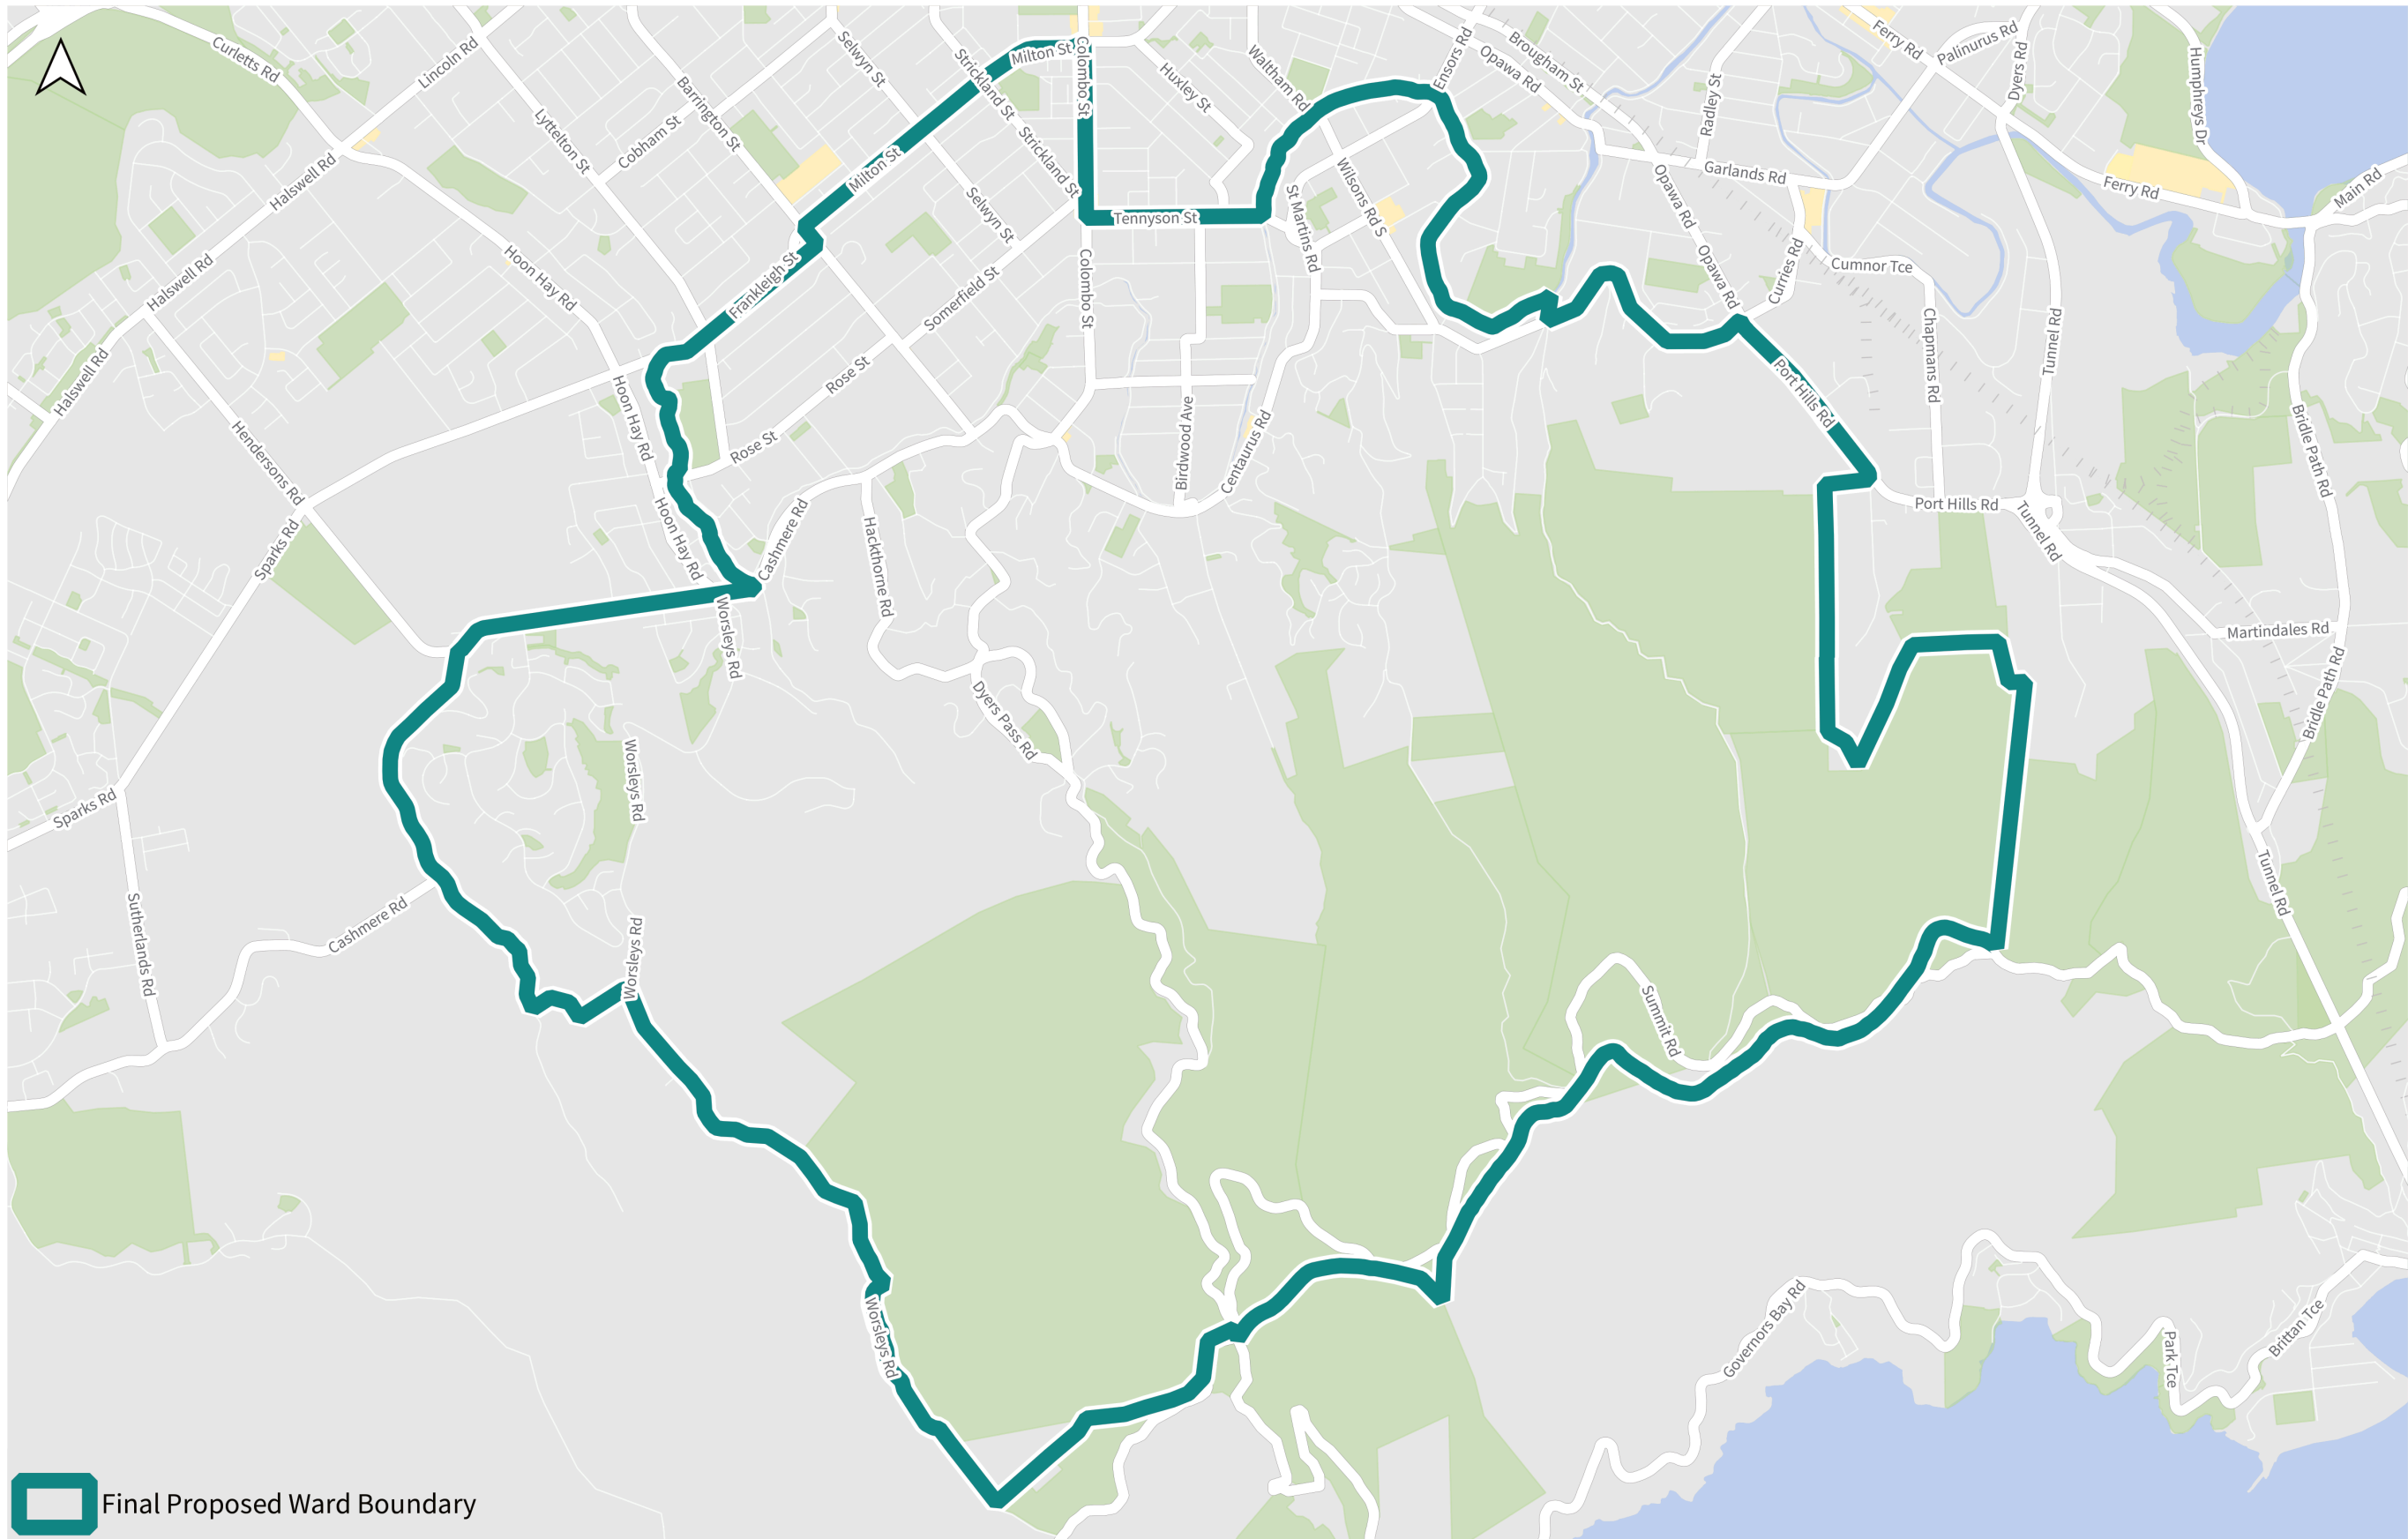 Curletts Rd
Lincoln Rd
Selwyn St
Milton St
Colombo St
Strickland St
Huxley St
Waltham Rd
Ensors Rd
Opawa Rd
Brougham St
Ferry Rd
Palinurus Rd
Dyers Rd
Humphreys Dr
Radley St
Barrington St
Lyttelton St
Cobham St
Halswell Rd
Milton St
Strickland St
Selwyn St
Tennyson St
St Martins Rd
Wilsons Rd S
Opawa Rd
Garlands Rd
Ferry Rd
Main Rd
Halswell Rd
Hoon Hay Rd
Frankleigh St
Somerfield St
Colombo St
Opawa Rd
Curries Rd
Cumnor Tce
Chapmans Rd
Tunnel Rd
Halswell Rd
Hendersons Rd
Hoon Hay Rd
Rose St
Rose St
Birdwood Ave
Centaurus Rd
Port Hills Rd
Bridle Path Rd
Sparks Rd
Hoon Hay Rd
Cashmere Rd
Hackthorne Rd
Port Hills Rd
Tunnel Rd
Worsleys Rd
Martindales Rd
Dyers Pass Rd
Bridle Path Rd
Sparks Rd
Worsleys Rd
Sutherlands Rd
Cashmere Rd
Worsleys Rd
Tunnel Rd
Summit Rd
Worsleys Rd
Governors Bay Rd
Park Tce
Brittan Tce
Final Proposed Ward Boundary